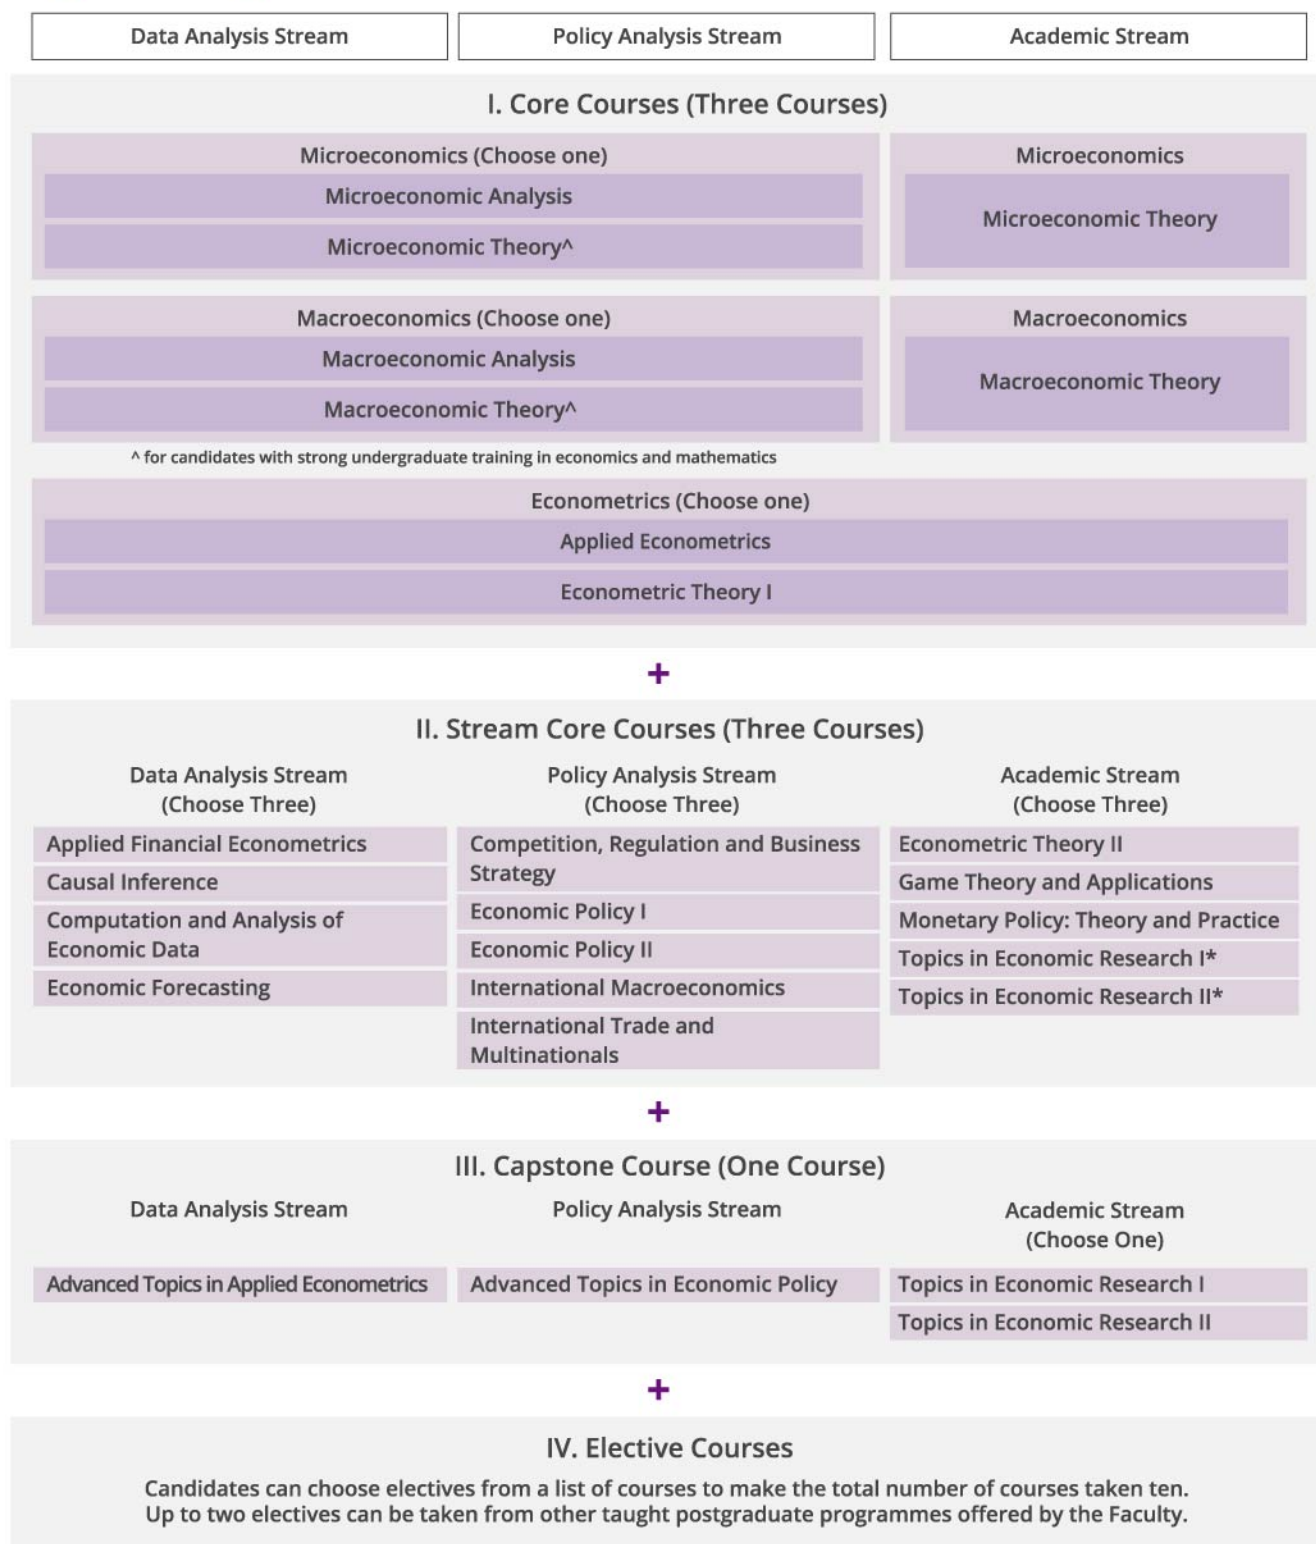 Data Analysis Stream
Policy Analysis Stream
Academic Stream
I. Core Courses (Three Courses)
Microeconomics (Choose one)
Microeconomic Analysis
Microeconomic Theory^
Microeconomics
Microeconomic Theory
Macroeconomics (Choose one)
Macroeconomic Analysis
Macroeconomic Theory^
Macroeconomics
Macroeconomic Theory
^ for candidates with strong undergraduate training in economics and mathematics
Econometrics (Choose one)
Applied Econometrics
Econometric Theory I
+
II. Stream Core Courses (Three Courses)
Data Analysis Stream
(Choose Three)
Applied Financial Econometrics
Causal Inference
Computation and Analysis of
Economic Data
Economic Forecasting
Policy Analysis Stream
(Choose Three)
Competition, Regulation and Business
Strategy
Economic Policy I
Economic Policy II
International Macroeconomics
International Trade and
Multinationals
Academic Stream
(Choose Three)
Econometric Theory II
Game Theory and Applications
Monetary Policy: Theory and Practice
Topics in Economic Research I*
Topics in Economic Research II*
+
III. Capstone Course (One Course)
Data Analysis Stream
Advanced Topics in Applied Econometrics
Policy Analysis Stream
Advanced Topics in Economic Policy
Academic Stream
(Choose One)
Topics in Economic Research I
Topics in Economic Research II
+
IV. Elective Courses
Candidates can choose electives from a list of courses to make the total number of courses taken ten.
Up to two electives can be taken from other taught postgraduate programmes offered by the Faculty.